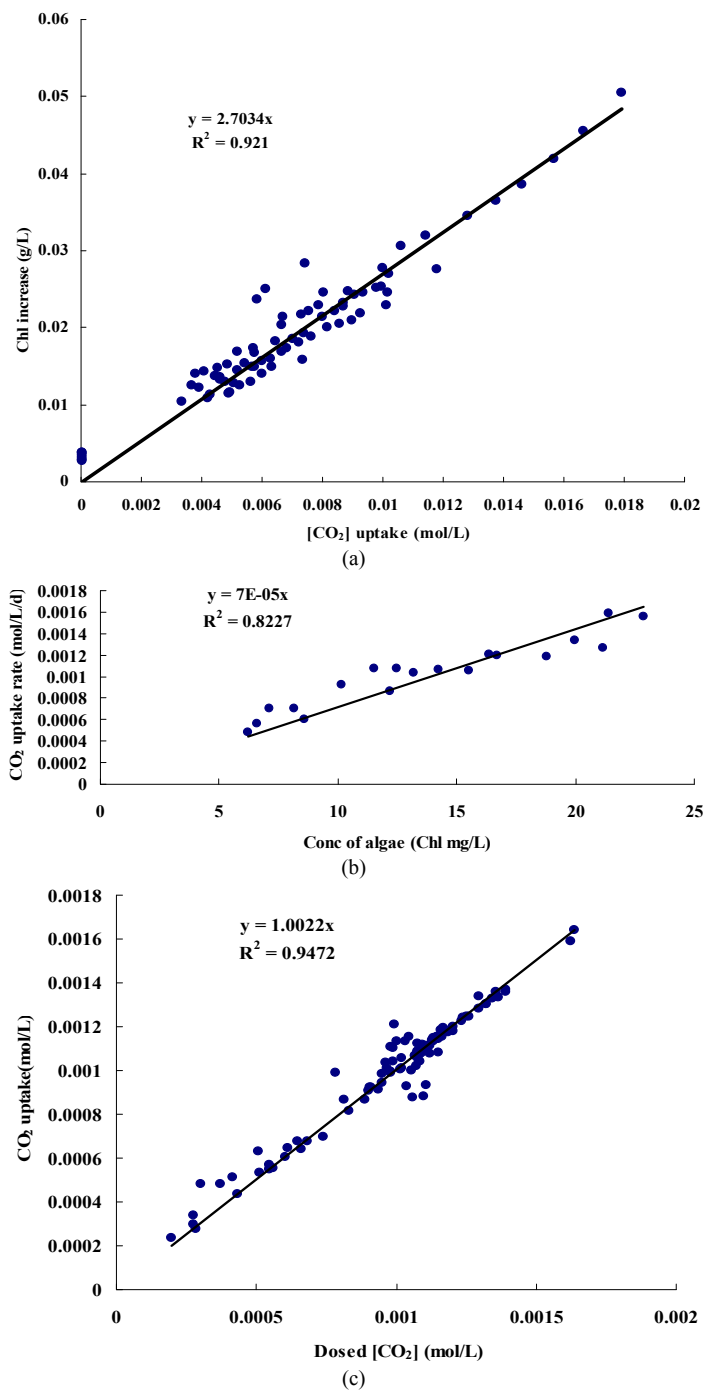 0.06
0.05
0.04
0.03
0.02
0.01
0
Chl increase (g/L)
y = 2.7034x
R² = 0.921
0 0.002 0.004 0.006 0.008 0.01 0.012 0.014 0.016 0.018 0.02
[CO₂] uptake (mol/L)
(a)
0.0018
0.0016
0.0014
0.0012
0.001
0.0008
0.0006
0.0004
0.0002
0
CO₂ uptake rate (mol/L/d)
y = 7E-05x
R² = 0.8227
0 5 10 15 20 25
Conc of algae (Chl mg/L)
(b)
0.0018
0.0016
0.0014
0.0012
0.001
0.0008
0.0006
0.0004
0.0002
0
CO₂ uptake(mol/L)
y = 1.0022x
R² = 0.9472
0 0.0005 0.001 0.0015 0.002
Dosed [CO₂] (mol/L)
(c)